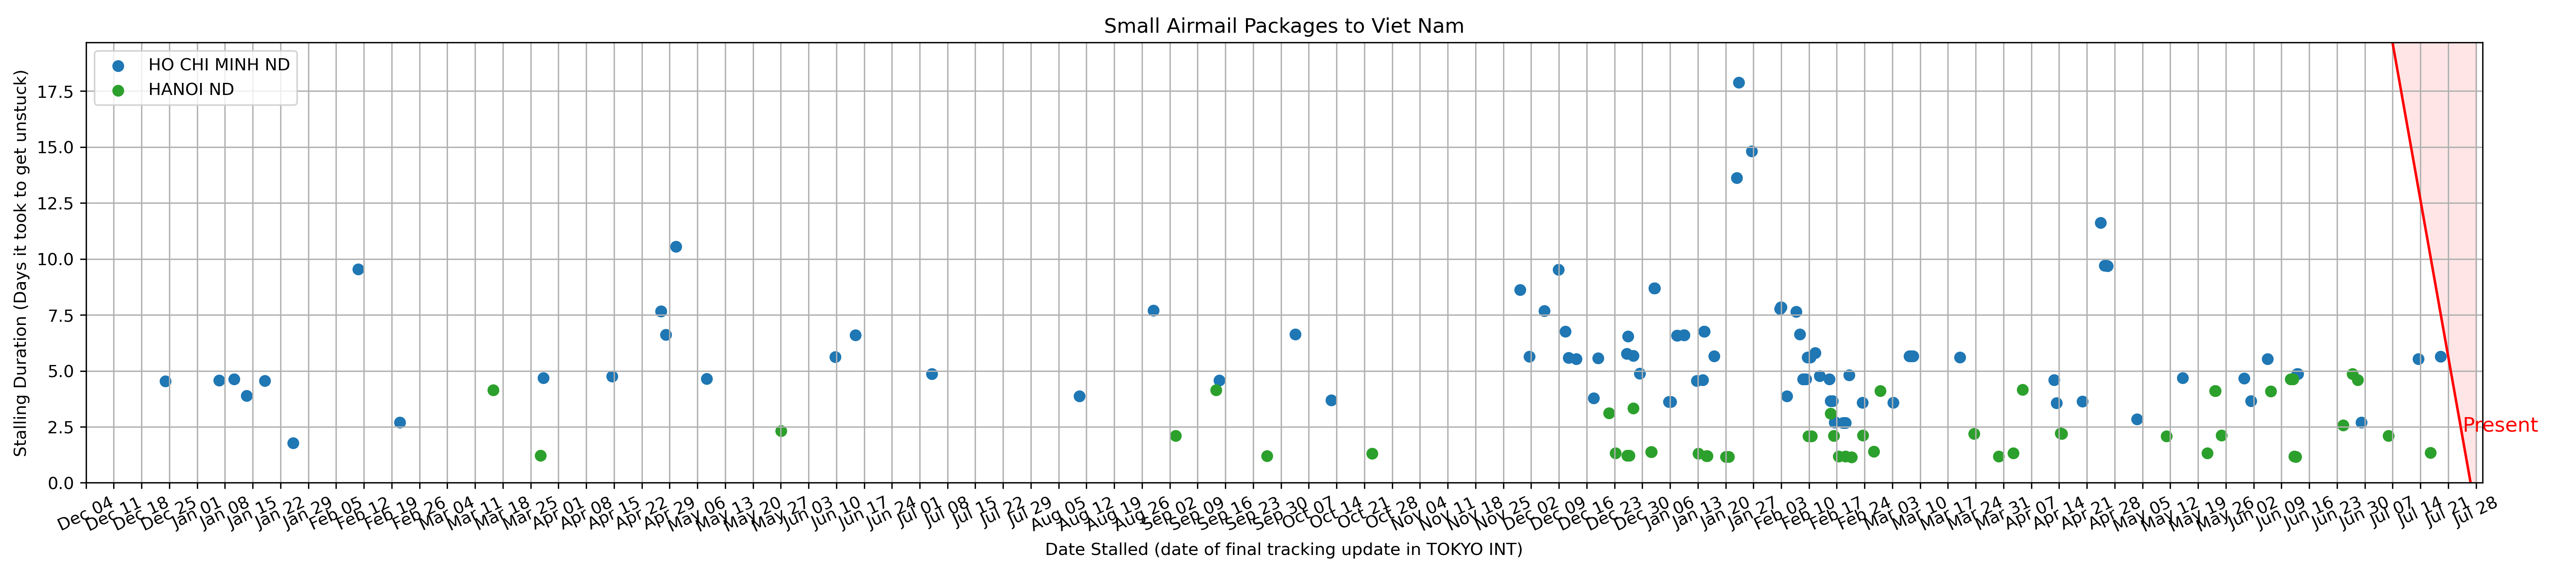 Small Airmail Packages to Viet Nam
HO CHI MINH ND
HANOI ND
Stalling Duration (Days it took to get unstuck)
17.5
15.0
12.5
10.0
7.5
5.0
2.5
0.0
Present
Dec 04
Dec 11
Dec 18
Dec 25
Jan 01
Jan 08
Jan 15
Jan 22
Jan 29
Feb 05
Feb 12
Feb 19
Feb 26
Mar 04
Mar 11
Mar 18
Mar 25
Apr 01
Apr 08
Apr 15
Apr 22
Apr 29
May 06
May 13
May 20
May 27
Jun 03
Jun 10
Jun 17
Jun 24
Jul 01
Jul 08
Jul 15
Jul 22
Jul 29
Aug 05
Aug 12
Aug 19
Aug 26
Sep 02
Sep 09
Sep 16
Sep 23
Sep 30
Oct 07
Oct 14
Oct 21
Oct 28
Nov 04
Nov 11
Nov 18
Nov 25
Dec 02
Dec 09
Dec 16
Dec 23
Dec 30
Jan 06
Jan 13
Jan 20
Jan 27
Feb 03
Feb 10
Feb 17
Feb 24
Mar 03
Mar 10
Mar 17
Mar 24
Mar 31
Apr 07
Apr 14
Apr 21
Apr 28
May 05
May 12
May 19
May 26
Jun 02
Jun 09
Jun 16
Jun 23
Jun 30
Jul 07
Jul 14
Jul 21
Jul 28
Date Stalled (date of final tracking update in TOKYO INT)